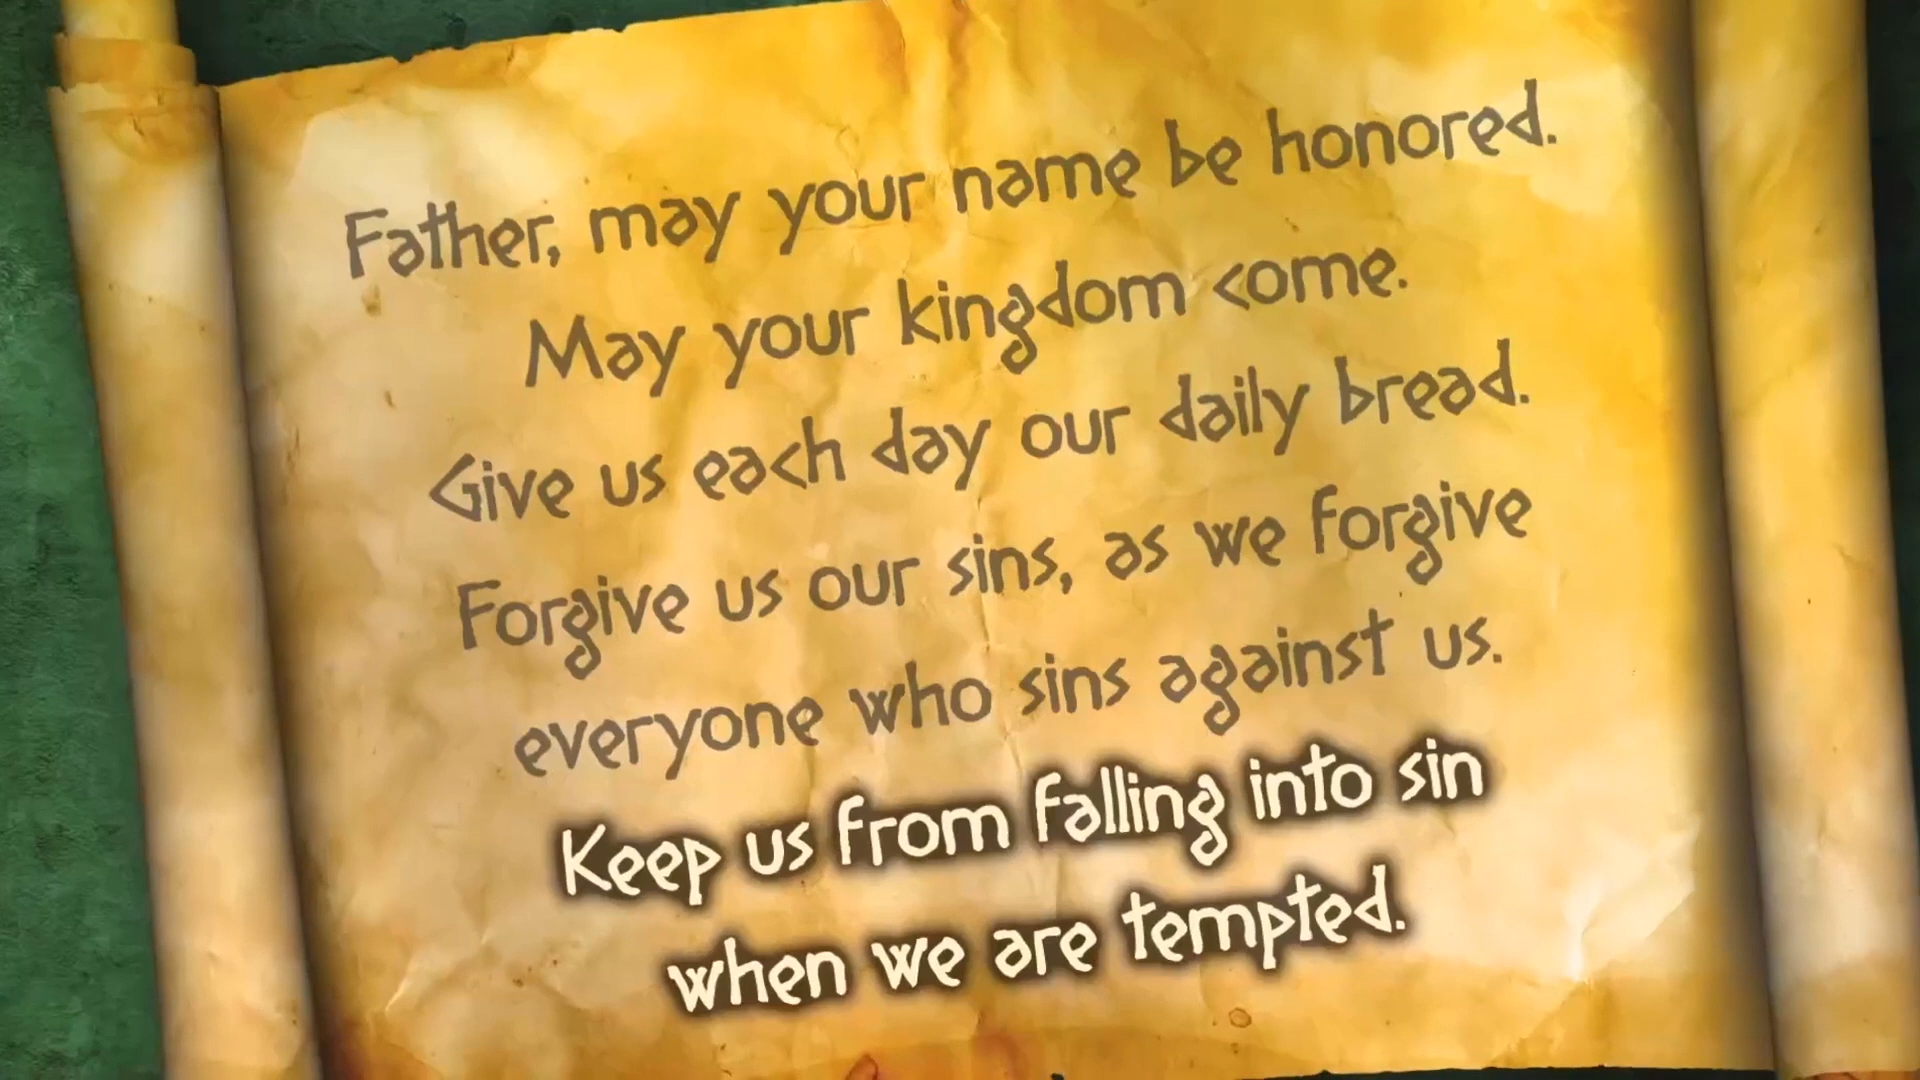 Father, may your name be honored.
May your kingdom come.
Give us each day our daily bread.
Forgive us our sins, as we forgive
everyone who sins against us.
Keep us from falling into sin
when we are tempted.